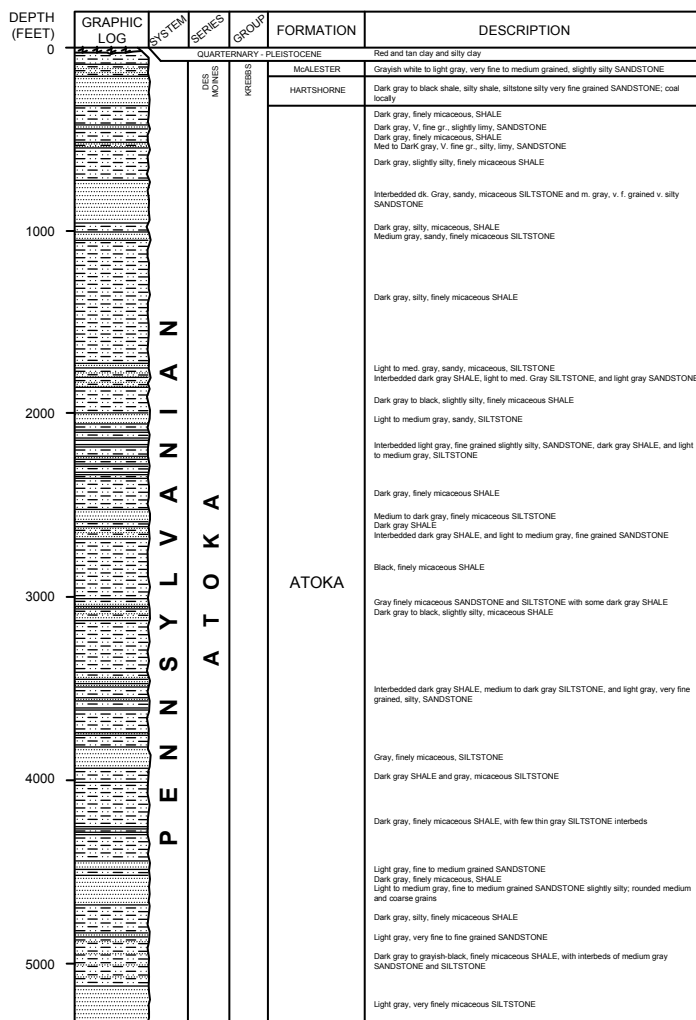 DEPTH
(FEET)
GRAPHIC
LOG
SYSTEM
SERIES
GROUP
FORMATION
DESCRIPTION
0
QUARTERNARY - PLEISTOCENE
Red and tan clay and silty clay
DES
MOINES
KREBBS
McALESTER
Grayish white to light gray, very fine to medium grained, slightly silty SANDSTONE
HARTSHORNE
Dark gray to black shale, silty shale, siltstone silty very fine grained SANDSTONE; coal
locally
Dark gray, finely micaceous, SHALE
Dark gray, V, fine gr., slightly limy, SANDSTONE
Dark gray, finely micaceous, SHALE
Med to DarK gray, V. fine gr., silty, limy, SANDSTONE
Dark gray, slightly silty, finely micaceous SHALE
Interbedded dk. Gray, sandy, micaceous SILTSTONE and m. gray, v. f. grained v. silty
SANDSTONE
1000
Dark gray, silty, micaceous, SHALE
Medium gray, sandy, finely micaceous SILTSTONE
Dark gray, silty, finely micaceous SHALE
Light to med. gray, sandy, micaceous, SILTSTONE
Interbedded dark gray SHALE, light to med. Gray SILTSTONE, and light gray SANDSTONE
Dark gray to black, slightly silty, finely micaceous SHALE
2000
Light to medium gray, sandy, SILTSTONE
Interbedded light gray, fine grained slightly silty, SANDSTONE, dark gray SHALE, and light
to medium gray, SILTSTONE
Dark gray, finely micaceous SHALE
Medium to dark gray, finely micaceous SILTSTONE
Dark gray SHALE
Interbedded dark gray SHALE, and light to medium gray, fine grained SANDSTONE
PENNSYLVANIAN
ATOKA
ATOKA
Black, finely micaceous SHALE
3000
Gray finely micaceous SANDSTONE and SILTSTONE with some dark gray SHALE
Dark gray to black, slightly silty, micaceous SHALE
Interbedded dark gray SHALE, medium to dark gray SILTSTONE, and light gray, very fine
grained, silty, SANDSTONE
Gray, finely micaceous, SILTSTONE
4000
Dark gray SHALE and gray, micaceous SILTSTONE
Dark gray, finely micaceous SHALE, with few thin gray SILTSTONE interbeds
Light gray, fine to medium grained SANDSTONE
Dark gray, finely micaceous, SHALE
Light to medium gray, fine to medium grained SANDSTONE slightly silty; rounded medium
and coarse grains
Dark gray, silty, finely micaceous SHALE
Light gray, very fine to fine grained SANDSTONE
5000
Dark gray to grayish-black, finely micaceous SHALE, with interbeds of medium gray
SANDSTONE and SILTSTONE
Light gray, very finely micaceous SILTSTONE